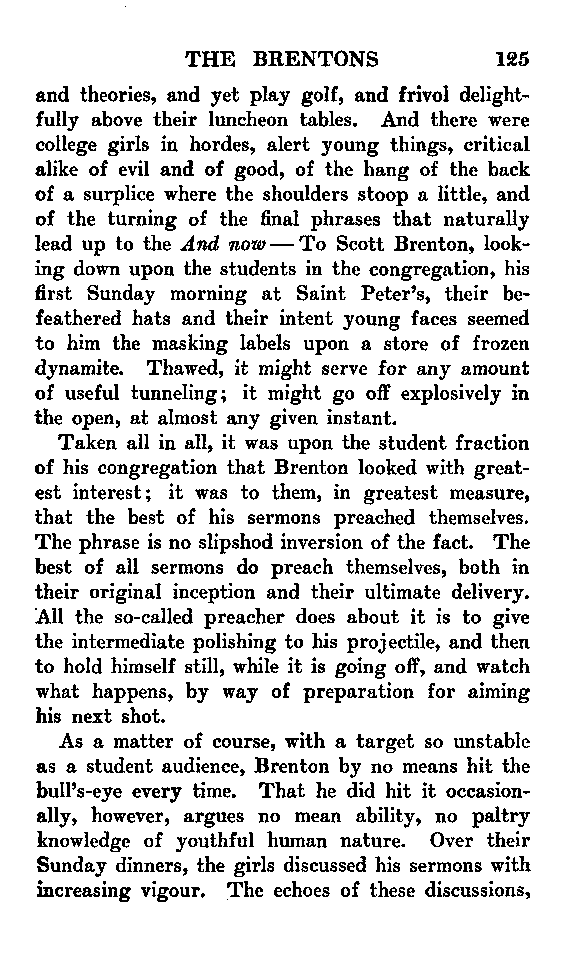 THE BRENTONS 125
and theories, and yet play golf, and frivol delight-
fully above their luncheon tables. And there were
college girls in hordes, alert young things, critical
alike of evil and of good, of the hang of the back
of a surplice where the shoulders stoop a little, and
of the turning of the final phrases that naturally
lead up to the And now — To Scott Brenton, look-
ing down upon the students in the congregation, his
first Sunday morning at Saint Peter's, their be-
feathered hats and their intent young faces seemed
to him the masking labels upon a store of frozen
dynamite. Thawed, it might serve for any amount
of useful tunneling; it might go off explosively in
the open, at almost any given instant.
Taken all in all, it was upon the student fraction
of his congregation that Brenton looked with great-
est interest; it was to them, in greatest measure,
that the best of his sermons preached themselves.
The phrase is no slipshod inversion of the fact. The
best of all sermons do preach themselves, both in
their original inception and their ultimate delivery.
All the so-called preacher does about it is to give
the intermediate polishing to his projectile, and then
to hold himself still, while it is going off, and watch
what happens, by way of preparation for aiming
his next shot.
As a matter of course, with a target so unstable
as a student audience, Brenton by no means hit the
bull's-eye every time. That he did hit it occasion-
ally, however, argues no mean ability, no paltry
knowledge of youthful human nature. Over their
Sunday dinners, the girls discussed his sermons with
increasing vigour. The echoes of these discussions,